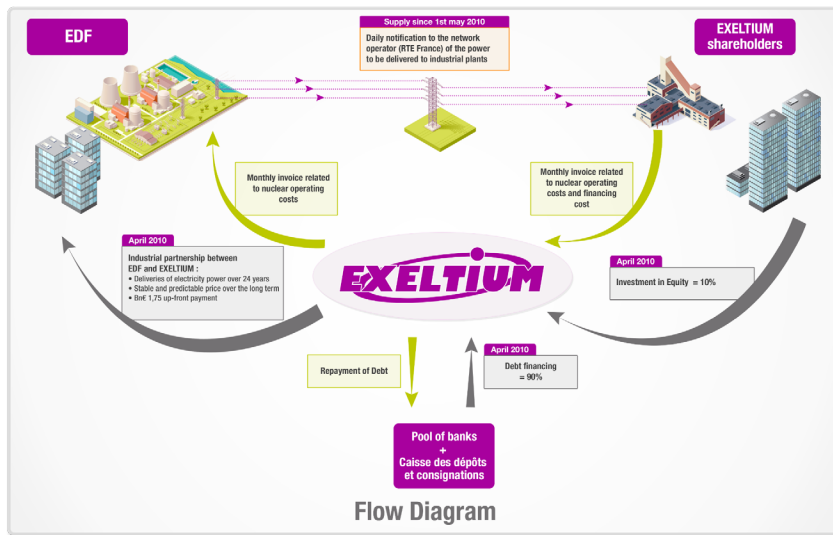 EDF
Supply since 1st may 2010
Daily notification to the network
operator (RTE France) of the power
to be delivered to industrial plants
EXELTIUM
shareholders
Monthly invoice related
to nuclear operating
costs
Monthly invoice related
to nuclear operating
costs and financing
cost
April 2010
Industrial partnership between
EDF and EXELTIUM :
• Deliveries of electricity power over 24 years
• Stable and predictable price over the long term
• Bn€ 1,75 up-front payment
EXELTIUM
April 2010
Investment in Equity = 10%
Repayment of Debt
April 2010
Debt financing
= 90%
Pool of banks
+
Caisse des dépôts
et consignations
Flow Diagram